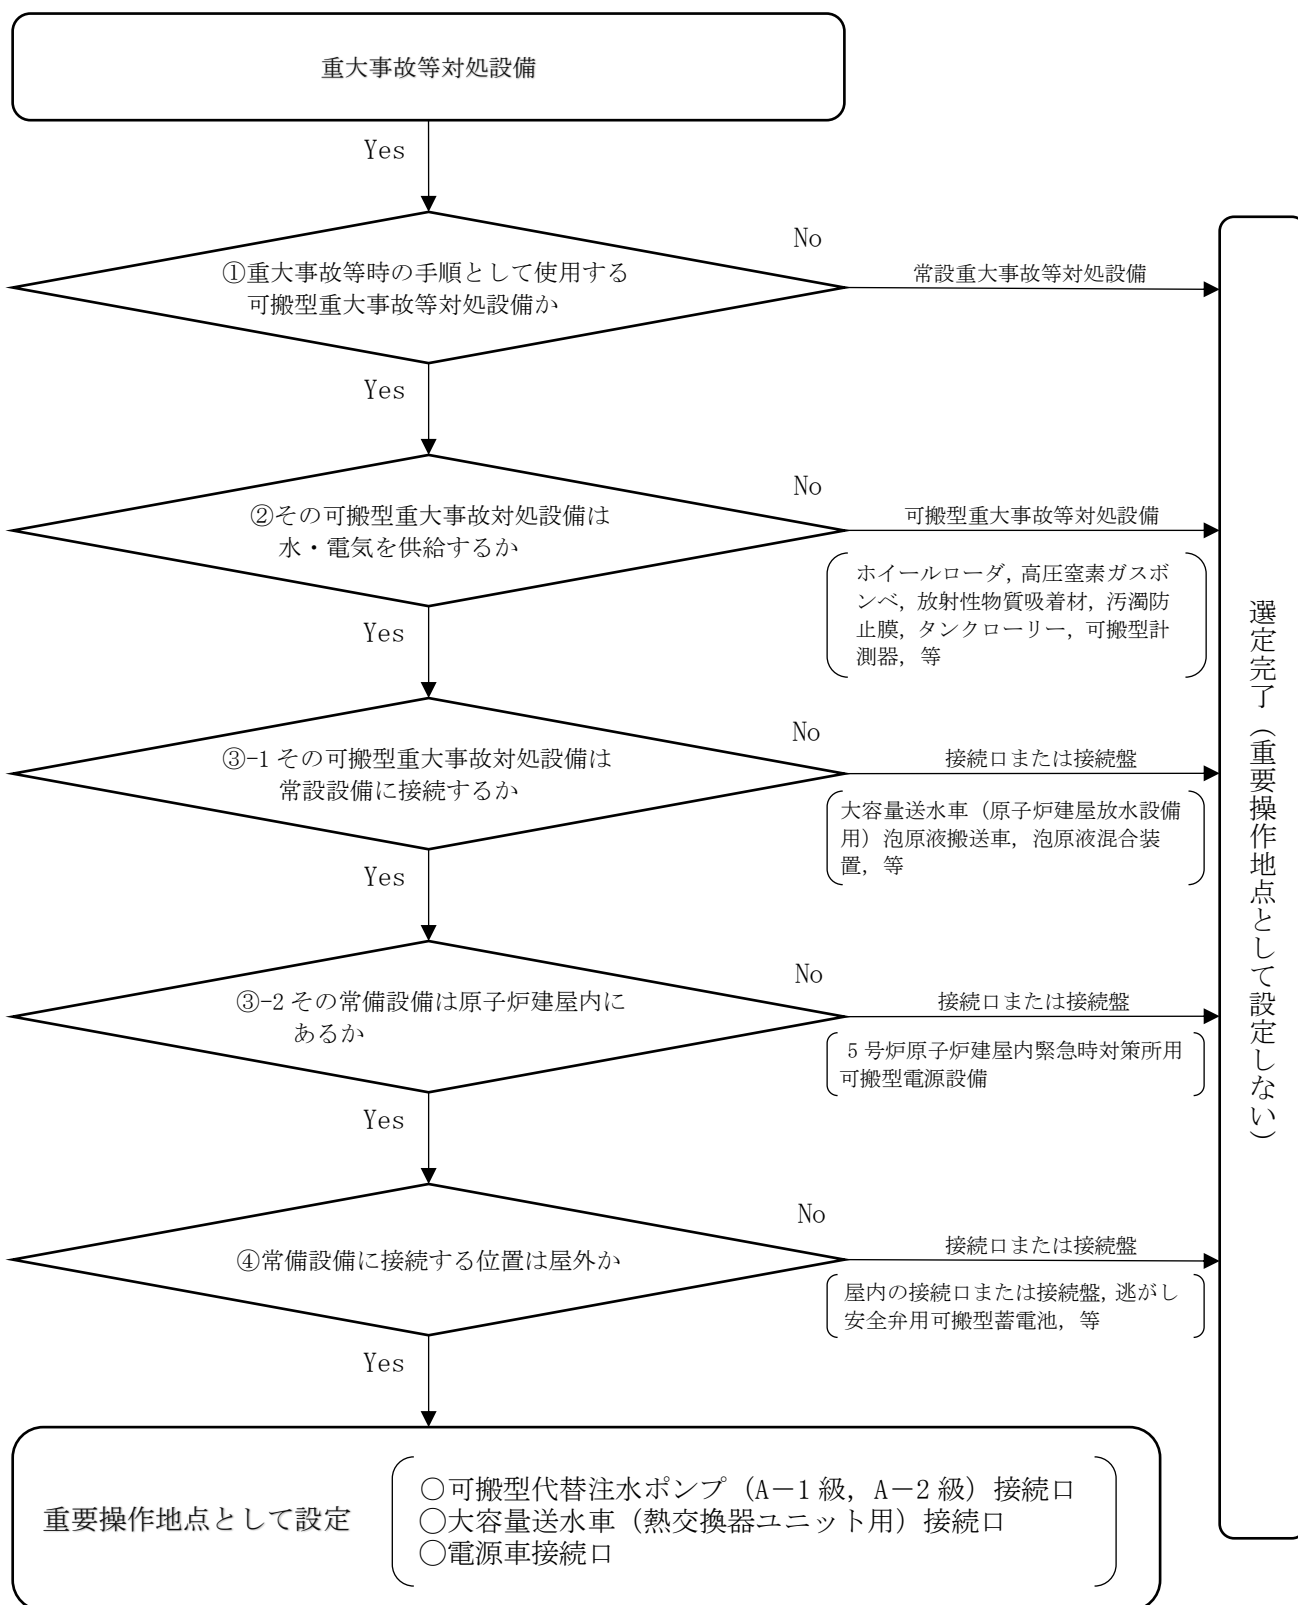 重大事故等対処設備
Yes
No
①重大事故等時の手順として使用する
可搬型重大事故等対処設備か
常設重大事故等対処設備
Yes
No
②その可搬型重大事故対処設備は
水・電気を供給するか
可搬型重大事故等対処設備
ホイールローダ，高圧窒素ガスボ
ンベ，放射性物質吸着材，汚濁防
止膜，タンクローリー，可搬型計
測器，等
Yes
No
③-1 その可搬型重大事故対処設備は
常設設備に接続するか
接続口または接続盤
大容量送水車（原子炉建屋放水設備
用）泡原液搬送車，泡原液混合装
置，等
Yes
No
③-2 その常備設備は原子炉建屋内に
あるか
接続口または接続盤
5 号炉原子炉建屋内緊急時対策所用
可搬型電源設備
Yes
No
④常備設備に接続する位置は屋外か
接続口または接続盤
屋内の接続口または接続盤，逃がし
安全弁用可搬型蓄電池，等
Yes
選定完了（重要操作地点として設定しない）
重要操作地点として設定
○可搬型代替注水ポンプ（A－1 級，A－2 級）接続口
○大容量送水車（熱交換器ユニット用）接続口
○電源車接続口